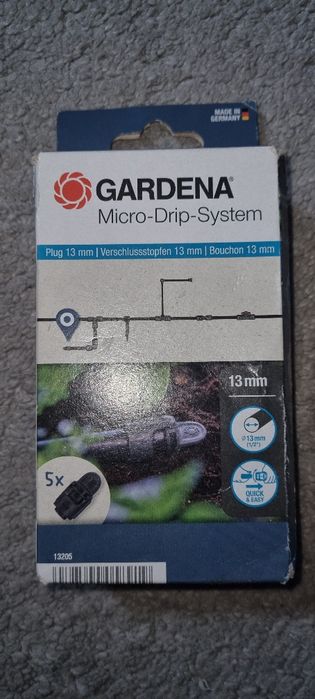 MADE IN
GERMANY
GARDENA®
Micro-Drip-System
Plug 13 mm | Verschlussstopfen 13 mm | Bouchon 13 mm
13 mm
Ø 13 mm
(1/2")
5x
QUICK
& EASY
13205